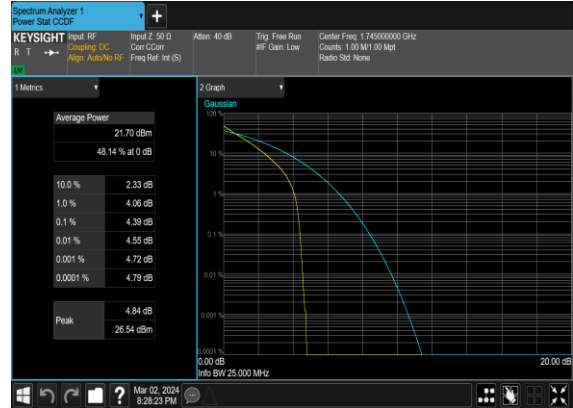 Spectrum Analyzer 1
Power Stat CCDF
+
KEYSIGHT
R T
LM
Input: RF
Coupling: DC
Align: Auto/No RF
Input Z: 50 Ω
Corr CCorr
Freq Ref: Int (S)
Atten: 40 dB
Trig: Free Run
#IF Gain: Low
Center Freq: 1.745000000 GHz
Counts: 1.00 M/1.00 Mpt
Radio Std: None
1 Metrics
Average Power
21.70 dBm
48.14 % at 0 dB
10.0 % 2.33 dB
1.0 % 4.06 dB
0.1 % 4.39 dB
0.01 % 4.55 dB
0.001 % 4.72 dB
0.0001 % 4.79 dB
Peak
4.84 dB
26.54 dBm
2 Graph
Gaussian
100 %
10 %
1 %
0.1 %
0.01 %
0.001 %
0.0001 %
0.00 dB 20.00 dB
Info BW 25.000 MHz
?
Mar 02, 2024
8:28:23 PM